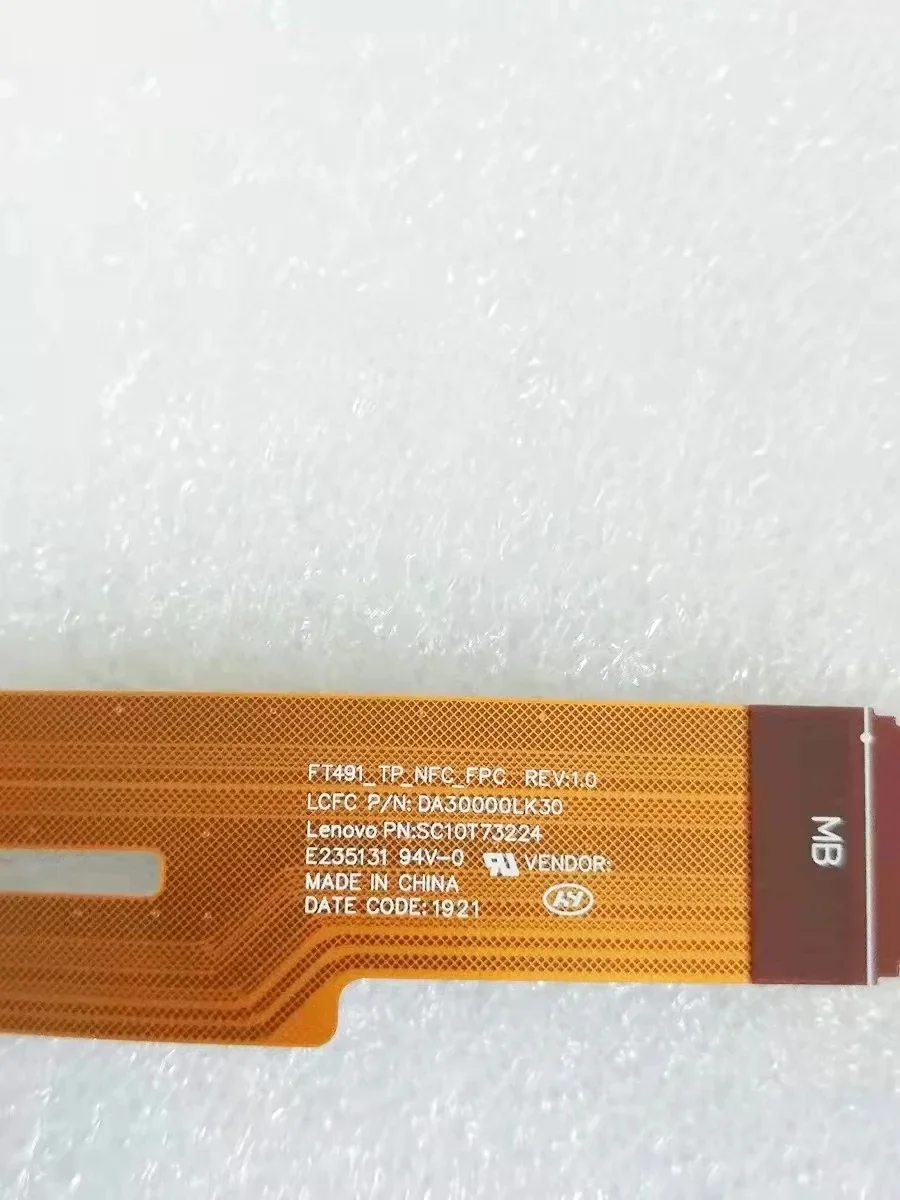 FT491_TP_NFC_FPC REV:1.0
LCFC P/N: DA30000LK30
Lenovo PN:SC10T73224
E235131 94V-0 VENDOR:
MADE IN CHINA
DATE CODE: 1921
MB